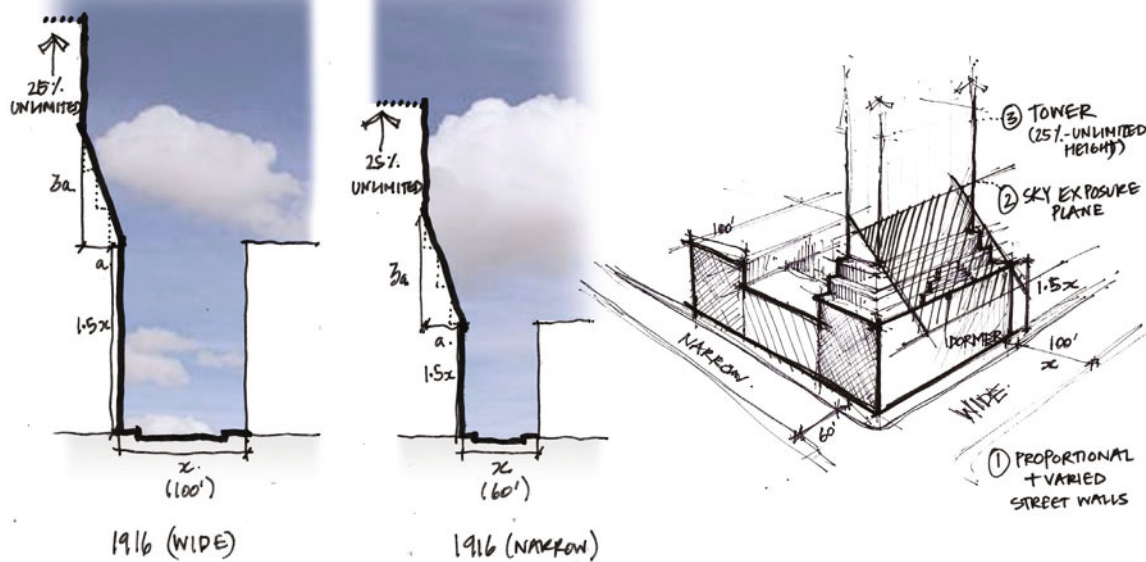 25%
UNLIMITED
3a
a
1.5x
x.
(100')
1916 (WIDE)
25%
UNLIMITED
3a
a.
1.5x
x
(60')
1916 (NARROW)
③ TOWER
(25%-UNLIMITED
HEIGHT)
② SKY EXPOSURE
PLANE
100'
1.5x
DORMER
100'
x
NARROW.
WIDE.
60'
① PROPORTIONAL
+ VARIED
STREET WALLS